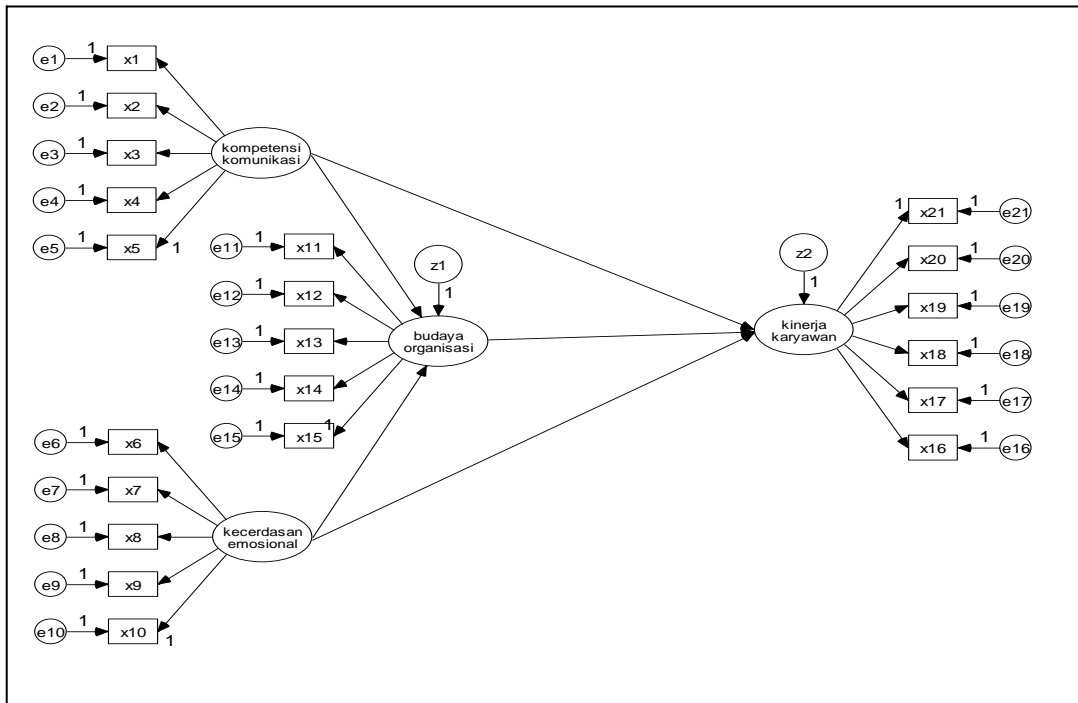 e1 1 x1
e2 1 x2
e3 1 x3
e4 1 x4
e5 1 x5 1
kompetensi
komunikasi
e11 1 x11
e12 1 x12
e13 1 x13
e14 1 x14
e15 1 x15 1
z1
1
budaya
organisasi
e6 1 x6
e7 1 x7
e8 1 x8
e9 1 x9
e10 1 x10 1
kecerdasan
emosional
z2
1
kinerja
karyawan
1 x21 1 e21
x20 1 e20
x19 1 e19
x18 1 e18
x17 1 e17
x16 1 e16